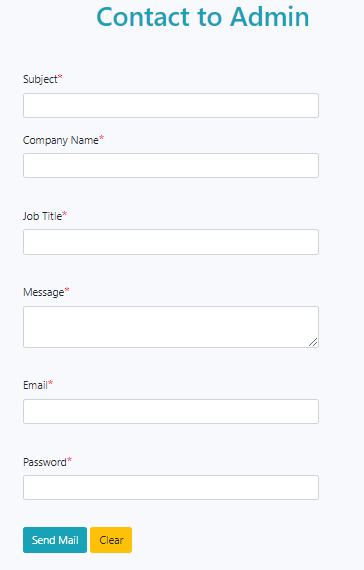 Contact to Admin
Subject*
Company Name*
Job Title*
Message*
Email*
Password*
Send Mail Clear